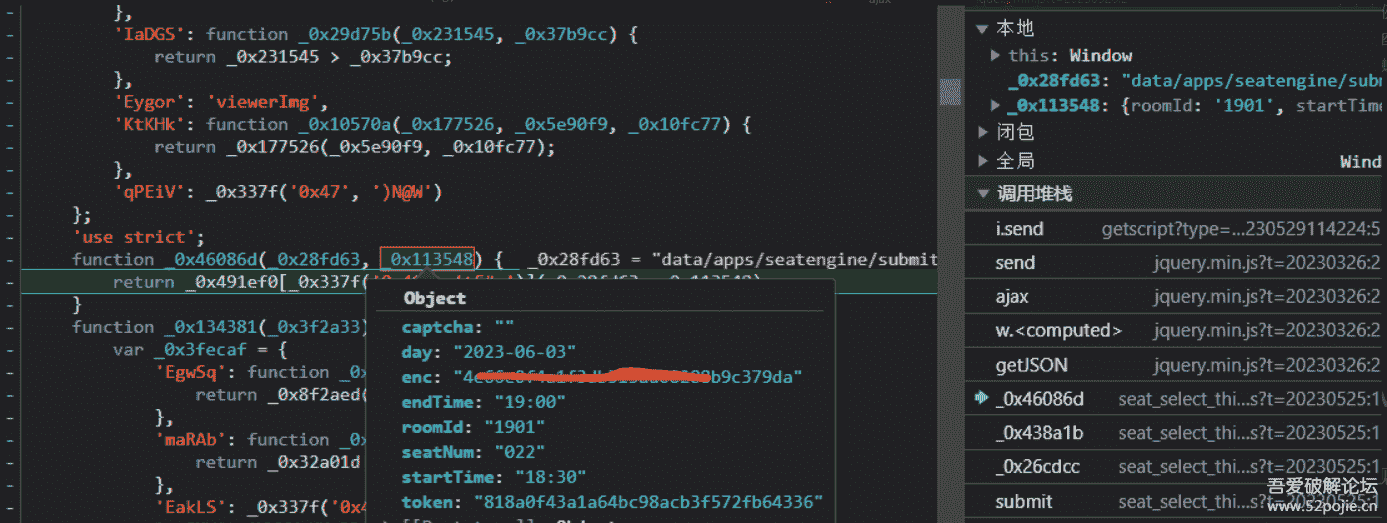 },
'IaDGS': function _0x29d75b(_0x231545, _0x37b9cc) {
return _0x231545 > _0x37b9cc;
},
'Eygor': 'viewerImg',
'KtKHk': function _0x10570a(_0x177526, _0x5e90f9, _0x10fc77) {
return _0x177526(_0x5e90f9, _0x10fc77);
},
'qPEiV': _0x337f('0x47', ')N@W')
};
'use strict';
function _0x46086d(_0x28fd63, _0x113548) { _0x28fd63 = "data/apps/seatengine/submit
return _0x491ef0[_0x337f(
}
function _0x134381(_0x3f2a33)
var _0x3fecaf = {
'EgwSq': function _0x
return _0x8f2aed(
},
'maRAb': function _0x
return _0x32a01d
},
'EakLS': _0x337f('0x4
Object
captcha: ""
day: "2023-06-03"
enc: "4e b9c379da"
endTime: "19:00"
roomId: "1901"
seatNum: "022"
startTime: "18:30"
token: "818a0f43a1a64bc98acb3f572fb64336"
本地
this: Window
_0x28fd63: "data/apps/seatengine/sub
_0x113548: {roomId: '1901', startTime
闭包
全局 Wind
调用堆栈
i.send getscript?type=...230529114224:5
send jquery.min.js?t=20230326:2
ajax jquery.min.js?t=20230326:2
w.<computed> jquery.min.js?t=20230326:2
getJSON jquery.min.js?t=20230326:2
_0x46086d seat_select_thi...s?t=20230525:1
_0x438a1b seat_select_thi...s?t=20230525:1
_0x26cdcc seat_select_thi...s?t=20230525:1
submit seat_select_thi...s?t=20230525:1
吾爱破解论坛
www.52pojie.cn